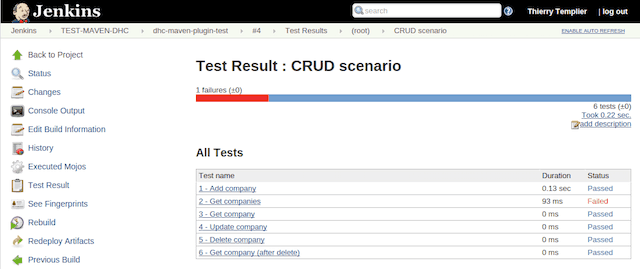 Jenkins
search
Thierry Templier | log out
Jenkins TEST-MAVEN-DHC dhc-maven-plugin-test #4 Test Results (root) CRUD scenario ENABLE AUTO REFRESH
Back to Project
Status
Changes
Console Output
Edit Build Information
History
Executed Mojos
Test Result
See Fingerprints
Rebuild
Redeploy Artifacts
Previous Build
Test Result : CRUD scenario
1 failures (±0)
6 tests (±0)
Took 0.22 sec.
add description
All Tests
Test name Duration Status
1 - Add company 0.13 sec Passed
2 - Get companies 93 ms Failed
3 - Get company 0 ms Passed
4 - Update company 0 ms Passed
5 - Delete company 0 ms Passed
6 - Get company (after delete) 0 ms Passed